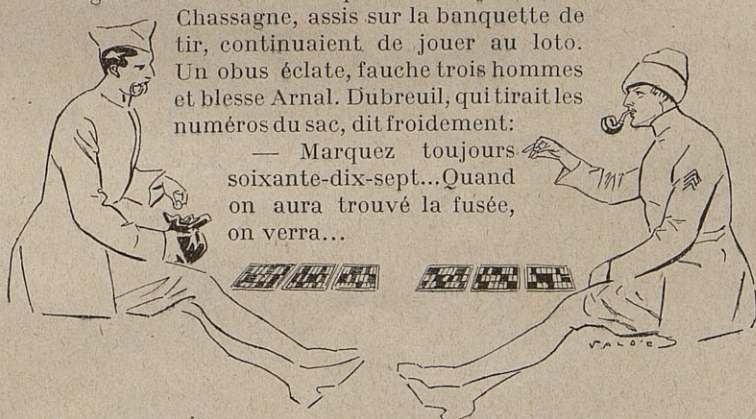 Chassagne, assis sur la banquette de
tir, continuaient de jouer au loto.
Un obus éclate, fauche trois hommes
et blesse Arnal. Dubreuil, qui tirait les
numéros du sac, dit froidement:
— Marquez toujours
soixante-dix-sept...Quand
on aura trouvé la fusée,
on verra...